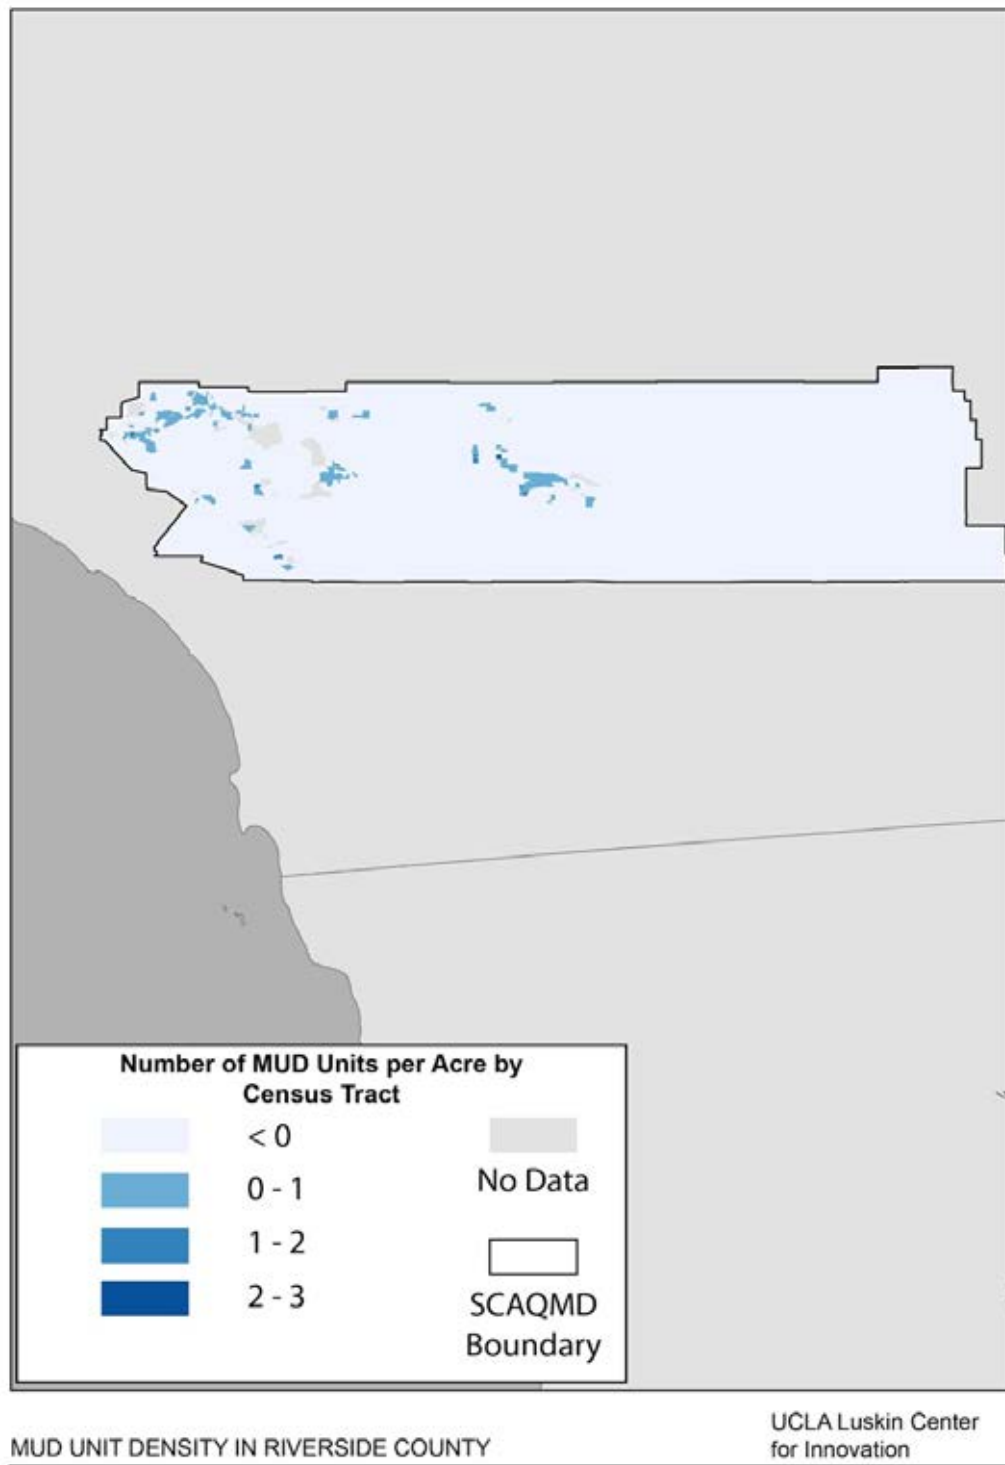 Number of MUD Units per Acre by
Census Tract
< 0
0 - 1
1 - 2
2 - 3
No Data
SCAQMD
Boundary
MUD UNIT DENSITY IN RIVERSIDE COUNTY
UCLA Luskin Center
for Innovation